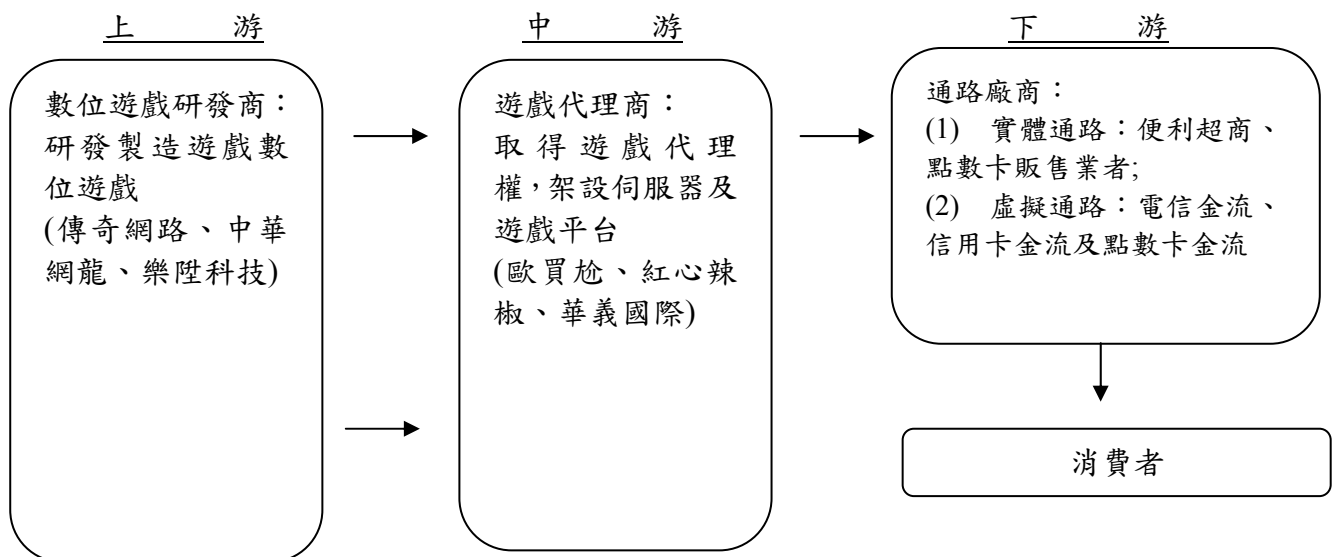 上 游
數位遊戲研發商：
研發製造遊戲數
位遊戲
(傳奇網路、中華
網龍、樂陞科技)
中 游
遊戲代理商：
取得遊戲代理
權，架設伺服器及
遊戲平台
(歐買尬、紅心辣
椒、華義國際)
下 游
通路廠商：
(1) 實體通路：便利超商、
點數卡販售業者;
(2) 虛擬通路：電信金流、
信用卡金流及點數卡金流
消費者